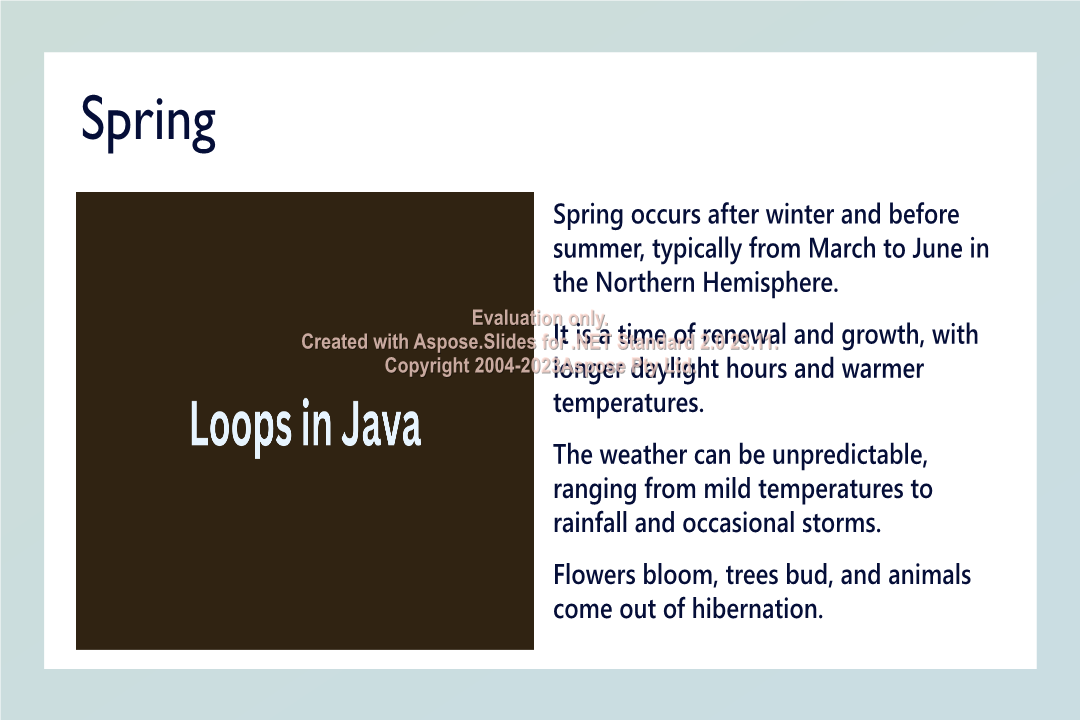 Spring
Spring occurs after winter and before
summer, typically from March to June in
the Northern Hemisphere.
It is a time of renewal and growth, with
longer daylight hours and warmer
temperatures.
The weather can be unpredictable,
ranging from mild temperatures to
rainfall and occasional storms.
Flowers bloom, trees bud, and animals
come out of hibernation.
Loops in Java
Evaluation only.
Created with Aspose.Slides for .NET Standard 2.0 23.11.
Copyright 2004-2023Aspose Pty Ltd.